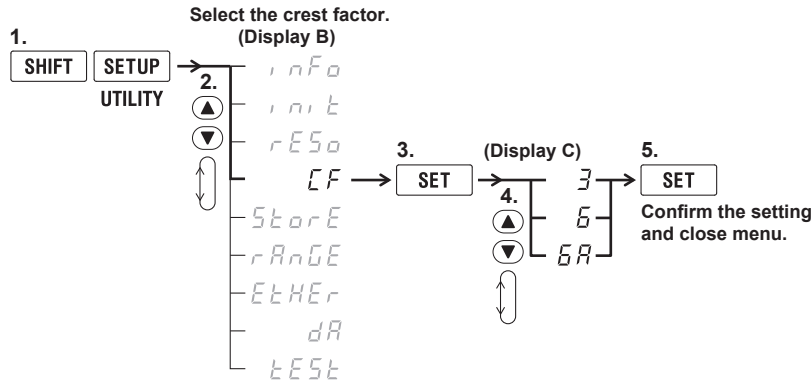 Select the crest factor.
(Display B)
1.
SHIFT SETUP
UTILITY
2.
inFo
init
rESo
CF
StorE
rAnGE
EtHEr
dA
tESt
3.
SET
(Display C)
4.
3
6
6A
5.
SET
Confirm the setting
and close menu.